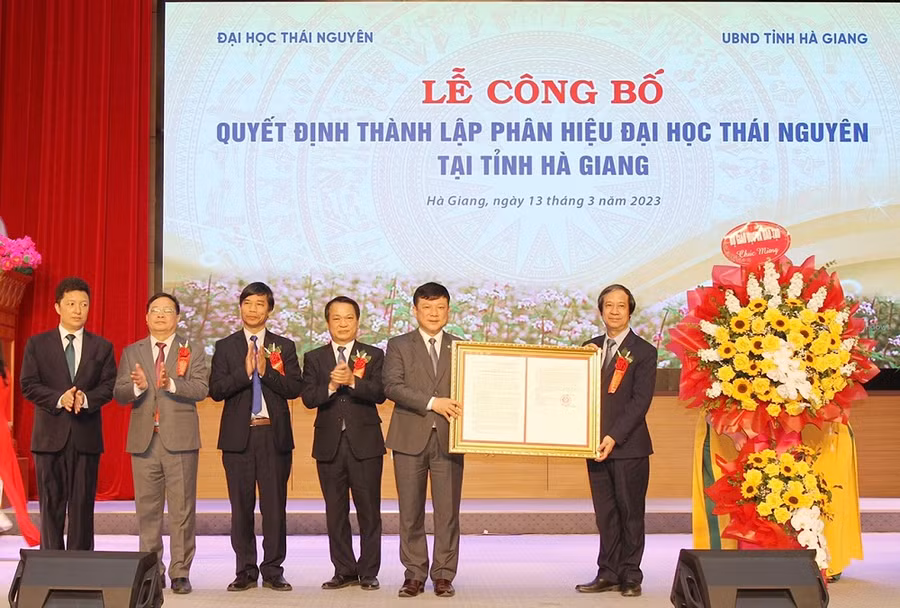 ĐẠI HỌC THÁI NGUYÊN
UBND TỈNH HÀ GIANG
LỄ CÔNG BỐ
QUYẾT ĐỊNH THÀNH LẬP PHÂN HIỆU ĐẠI HỌC THÁI NGUYÊN
TẠI TỈNH HÀ GIANG
Hà Giang, ngày 13 tháng 3 năm 2023
Chúc Mừng